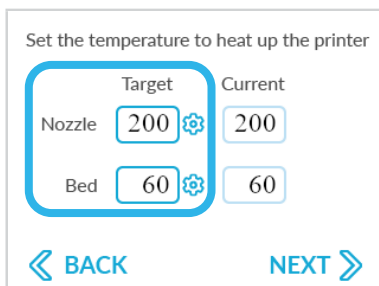 Set the temperature to heat up the printer
Target Current
Nozzle 200 200
Bed 60 60
BACK NEXT